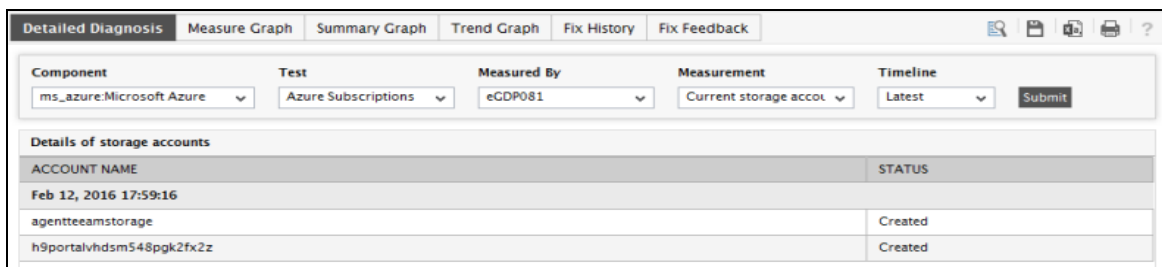 Detailed Diagnosis Measure Graph Summary Graph Trend Graph Fix History Fix Feedback ?
Component Test Measured By Measurement Timeline
ms_azure:Microsoft Azure Azure Subscriptions eGDP081 Current storage accou Latest Submit
Details of storage accounts
ACCOUNT NAME STATUS
Feb 12, 2016 17:59:16
agentteeamstorage Created
h9portalvhdsm548pgk2fx2z Created